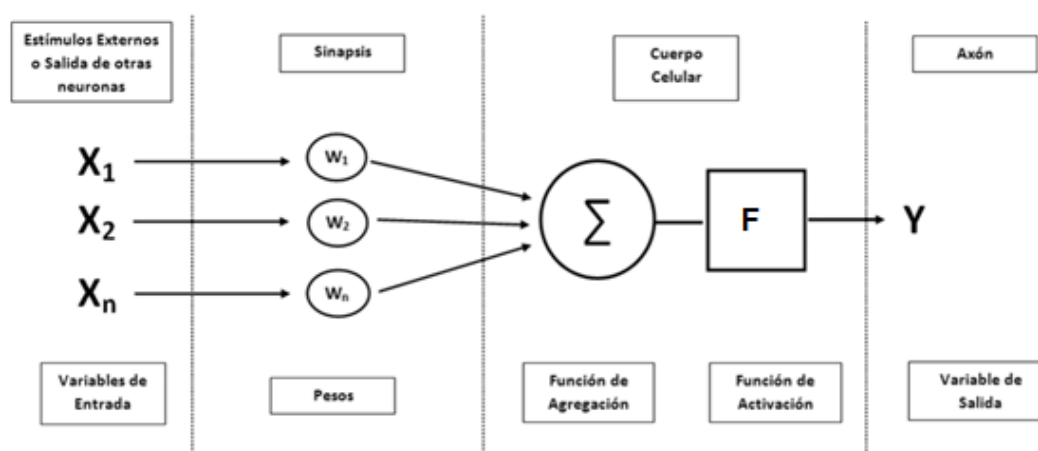 Estímulos Externos
o Salida de otras
neuronas
Sinapsis
Cuerpo
Celular
Axón
X₁
W₁
X₂
W₂
Σ
F
Y
Xₙ
Wₙ
Variables de
Entrada
Pesos
Función de
Agregación
Función de
Activación
Variable de
Salida